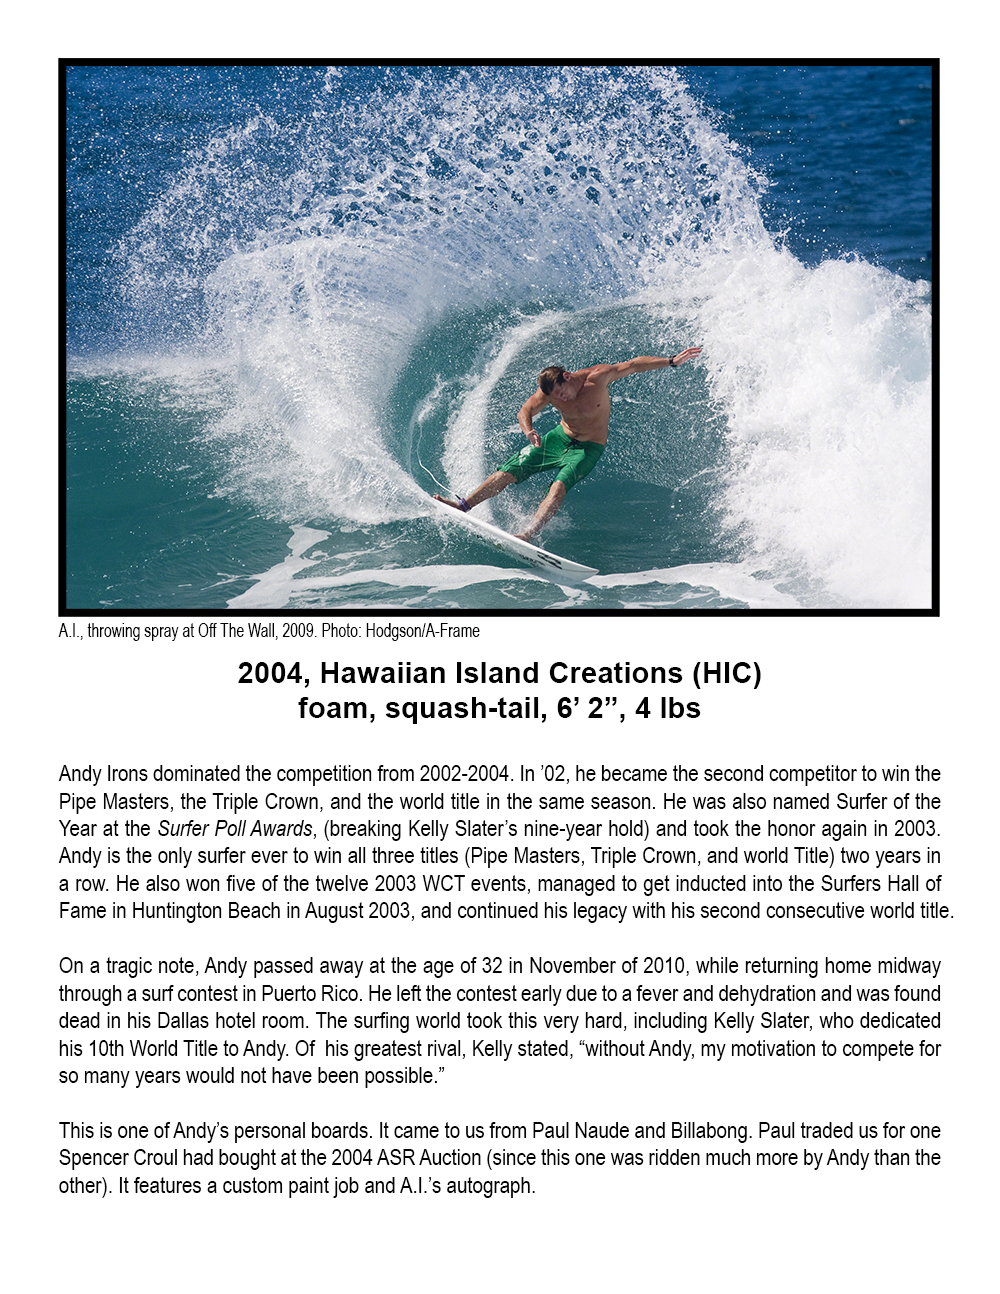 A.I., throwing spray at Off The Wall, 2009. Photo: Hodgson/A-Frame
2004, Hawaiian Island Creations (HIC)
foam, squash-tail, 6’ 2”, 4 lbs
Andy Irons dominated the competition from 2002-2004. In ’02, he became the second competitor to win the
Pipe Masters, the Triple Crown, and the world title in the same season. He was also named Surfer of the
Year at the Surfer Poll Awards, (breaking Kelly Slater’s nine-year hold) and took the honor again in 2003.
Andy is the only surfer ever to win all three titles (Pipe Masters, Triple Crown, and world Title) two years in
a row. He also won five of the twelve 2003 WCT events, managed to get inducted into the Surfers Hall of
Fame in Huntington Beach in August 2003, and continued his legacy with his second consecutive world title.
On a tragic note, Andy passed away at the age of 32 in November of 2010, while returning home midway
through a surf contest in Puerto Rico. He left the contest early due to a fever and dehydration and was found
dead in his Dallas hotel room. The surfing world took this very hard, including Kelly Slater, who dedicated
his 10th World Title to Andy. Of  his greatest rival, Kelly stated, “without Andy, my motivation to compete for
so many years would not have been possible.”
This is one of Andy’s personal boards. It came to us from Paul Naude and Billabong. Paul traded us for one
Spencer Croul had bought at the 2004 ASR Auction (since this one was ridden much more by Andy than the
other). It features a custom paint job and A.I.’s autograph.